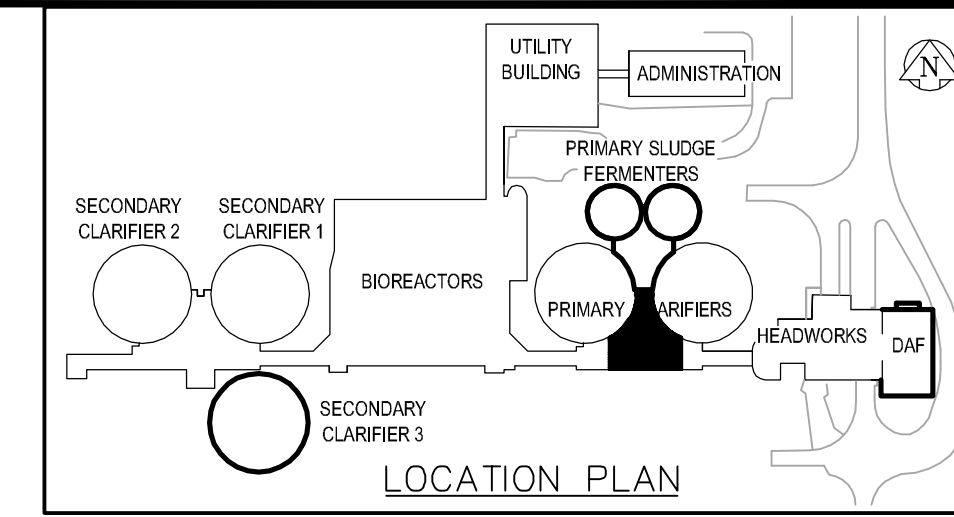 UTILITY
BUILDING
ADMINISTRATION
N
PRIMARY SLUDGE
FERMENTERS
SECONDARY
CLARIFIER 2
SECONDARY
CLARIFIER 1
BIOREACTORS
PRIMARY
ARIFIERS
HEADWORKS
DAF
SECONDARY
CLARIFIER 3
LOCATION PLAN